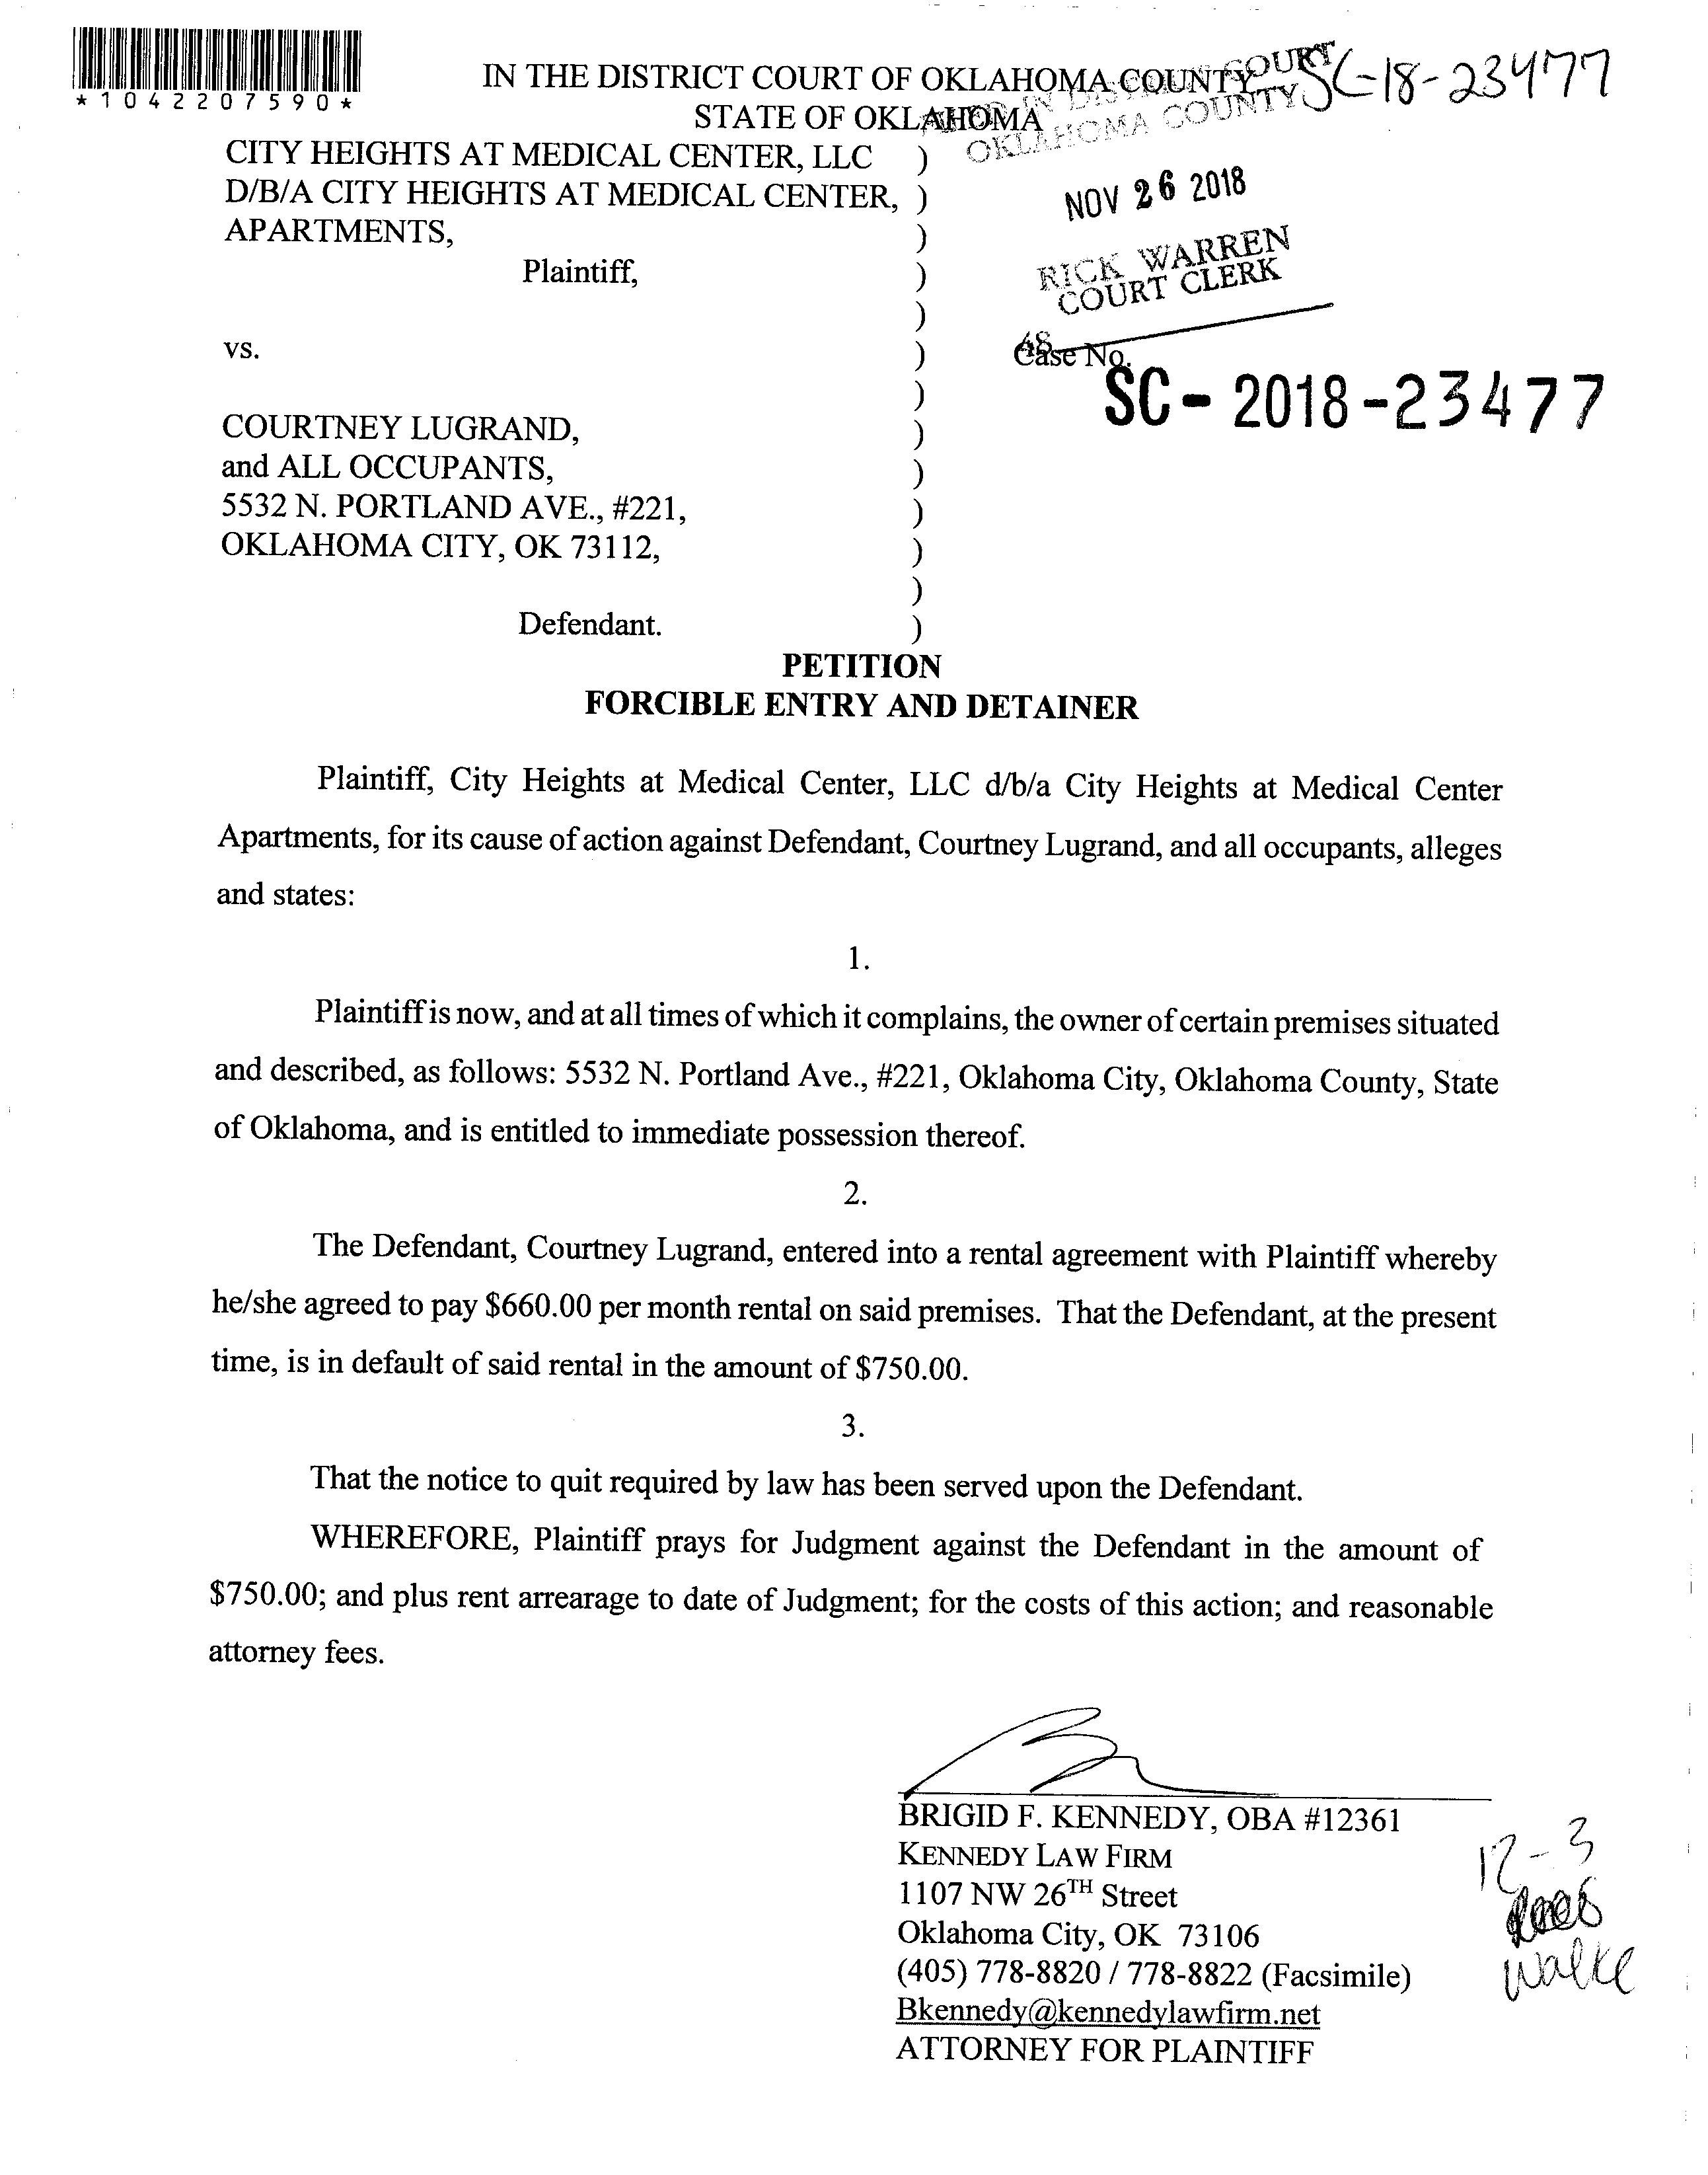 *1042207590*
IN THE DISTRICT COURT OF OKLAHOMA COUNTY
SC-18-23477
STATE OF OKLAHOMA
COURT
OKLAHOMA COUNTY
CITY HEIGHTS AT MEDICAL CENTER, LLC )
D/B/A CITY HEIGHTS AT MEDICAL CENTER, )
APARTMENTS, )
Plaintiff, )
)
vs. )
)
COURTNEY LUGRAND, )
and ALL OCCUPANTS, )
5532 N. PORTLAND AVE., #221, )
OKLAHOMA CITY, OK 73112, )
)
Defendant. )
NOV 26 2018
RICK WARREN
COURT CLERK
48
Case No.
SC-2018-23477
PETITION
FORCIBLE ENTRY AND DETAINER
Plaintiff, City Heights at Medical Center, LLC d/b/a City Heights at Medical Center
Apartments, for its cause of action against Defendant, Courtney Lugrand, and all occupants, alleges
and states:
1.
Plaintiff is now, and at all times of which it complains, the owner of certain premises situated
and described, as follows: 5532 N. Portland Ave., #221, Oklahoma City, Oklahoma County, State
of Oklahoma, and is entitled to immediate possession thereof.
2.
The Defendant, Courtney Lugrand, entered into a rental agreement with Plaintiff whereby
he/she agreed to pay $660.00 per month rental on said premises. That the Defendant, at the present
time, is in default of said rental in the amount of $750.00.
3.
That the notice to quit required by law has been served upon the Defendant.
WHEREFORE, Plaintiff prays for Judgment against the Defendant in the amount of
$750.00; and plus rent arrearage to date of Judgment; for the costs of this action; and reasonable
attorney fees.
BRIGID F. KENNEDY, OBA #12361
KENNEDY LAW FIRM
1107 NW 26TH Street
Oklahoma City, OK 73106
(405) 778-8820 / 778-8822 (Facsimile)
Bkennedy@kennedylawfirm.net
ATTORNEY FOR PLAINTIFF
12-3
walke